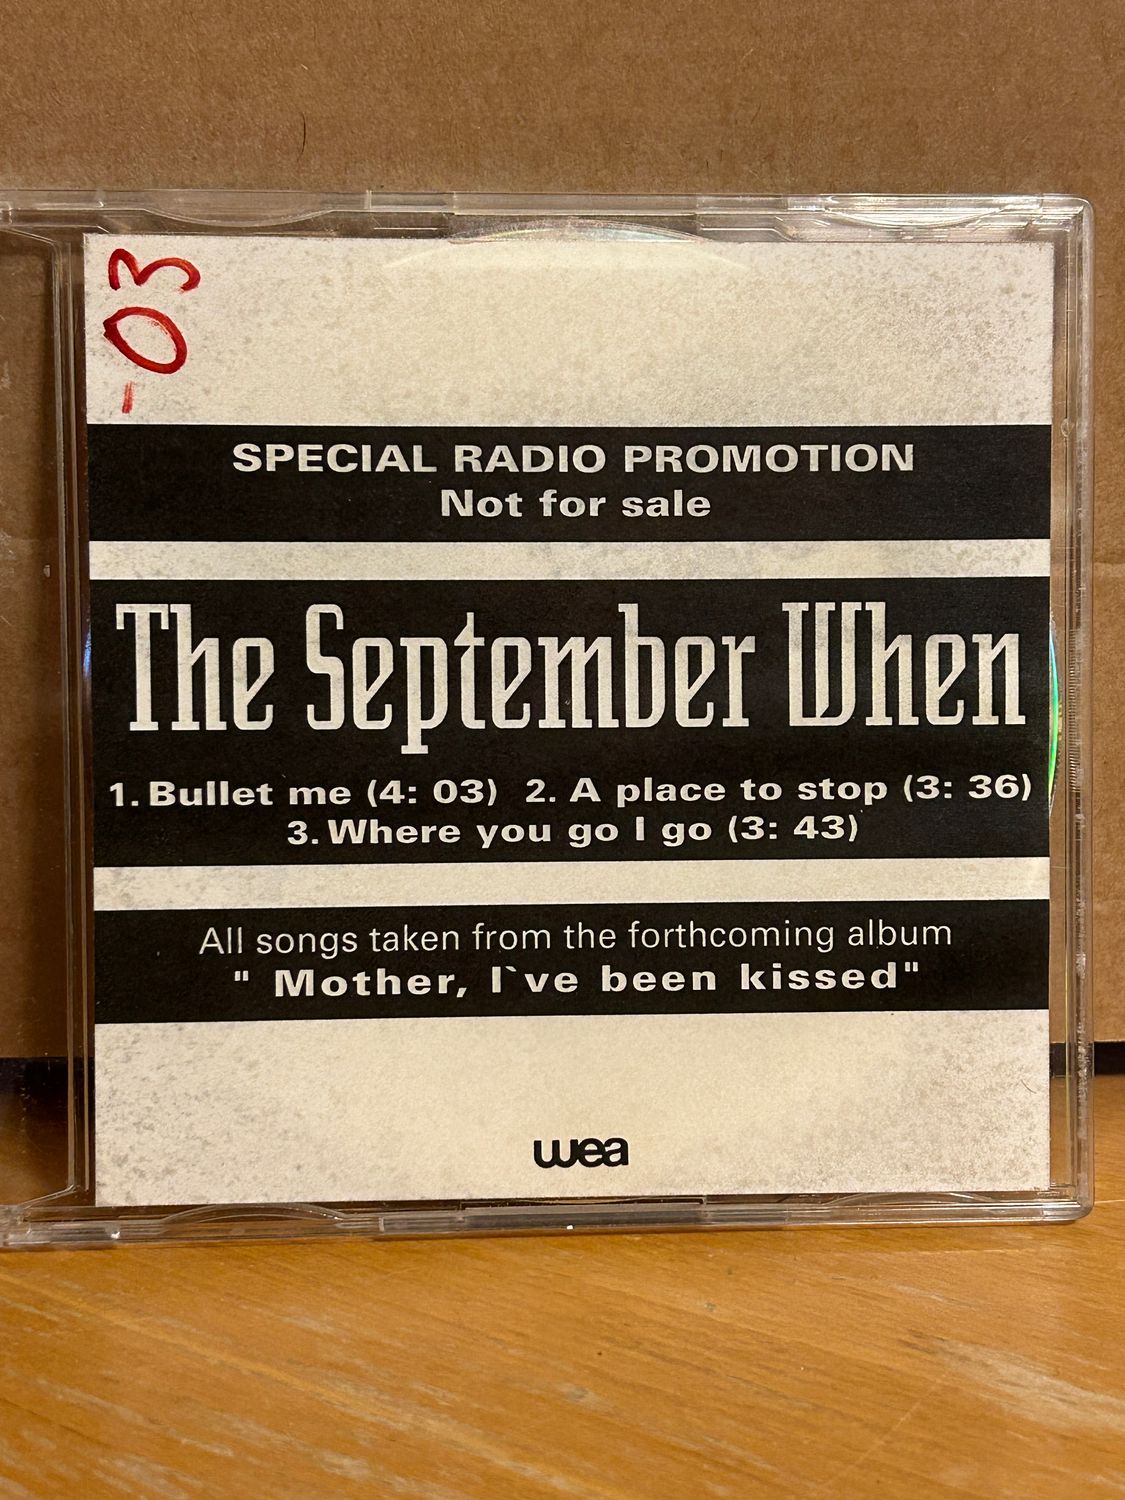 -03
SPECIAL RADIO PROMOTION
Not for sale
The September When
1. Bullet me (4: 03) 2. A place to stop (3: 36)
3. Where you go I go (3: 43)
All songs taken from the forthcoming album
" Mother, I`ve been kissed"
wea